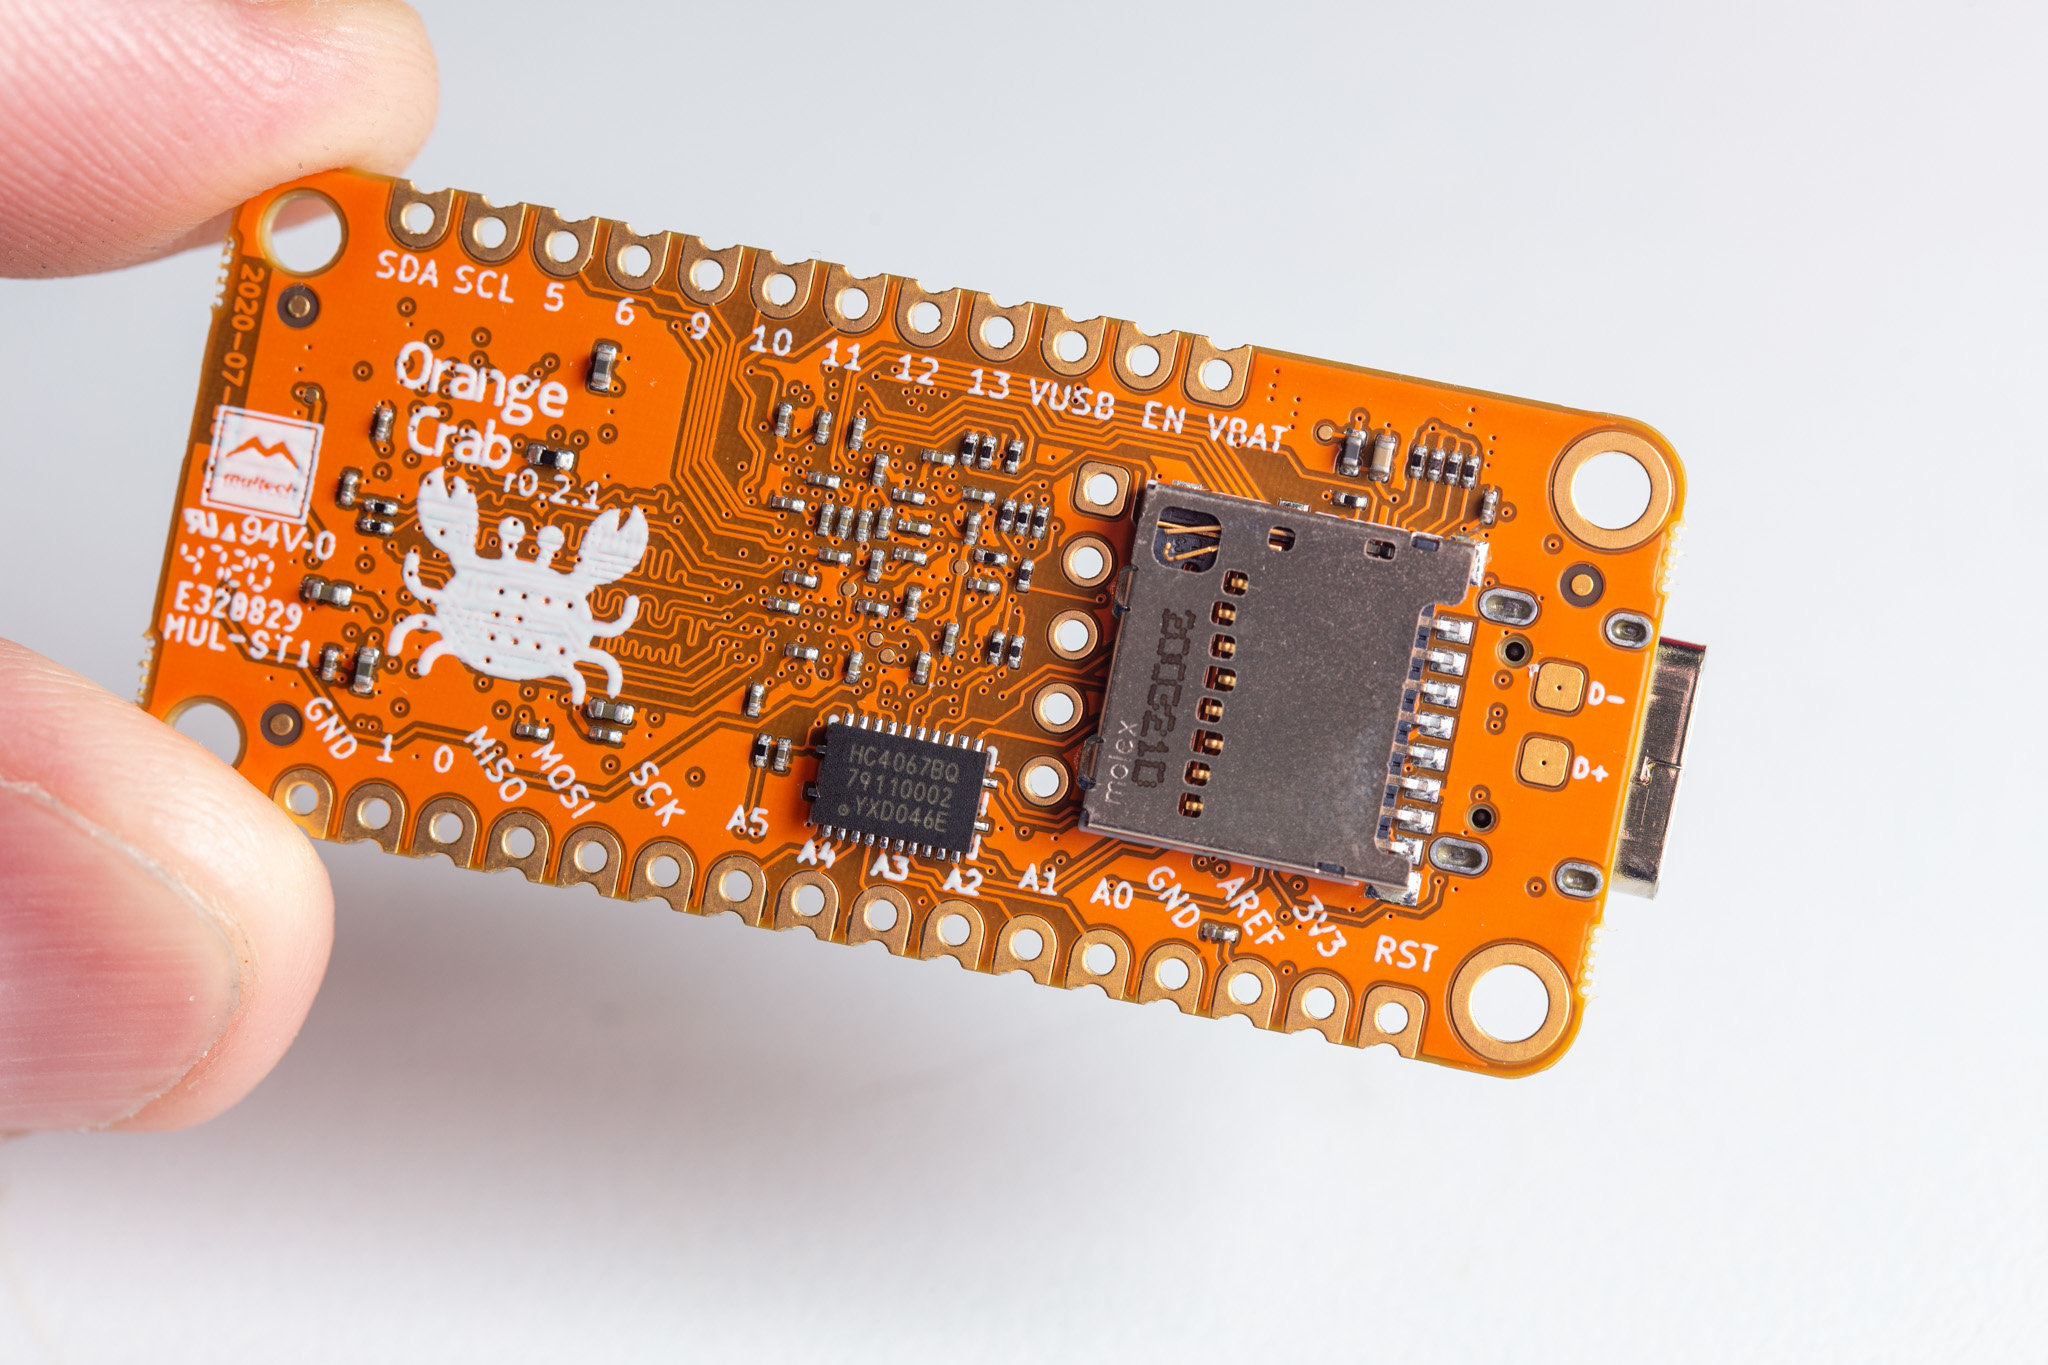 SDA SCL 5 6 9 10 11 12 13 VUSB EN VBAT
2020-07-
Orange
Crab
r0.2.1
multech
94V-0
E320829
MUL-ST1
GND 1 0 MISO MOSI SCK A5 A4 A3 A2 A1 A0 GND AREF 3V3 RST
HC4067BQ
79110002
YXD046E
molex
D-
D+